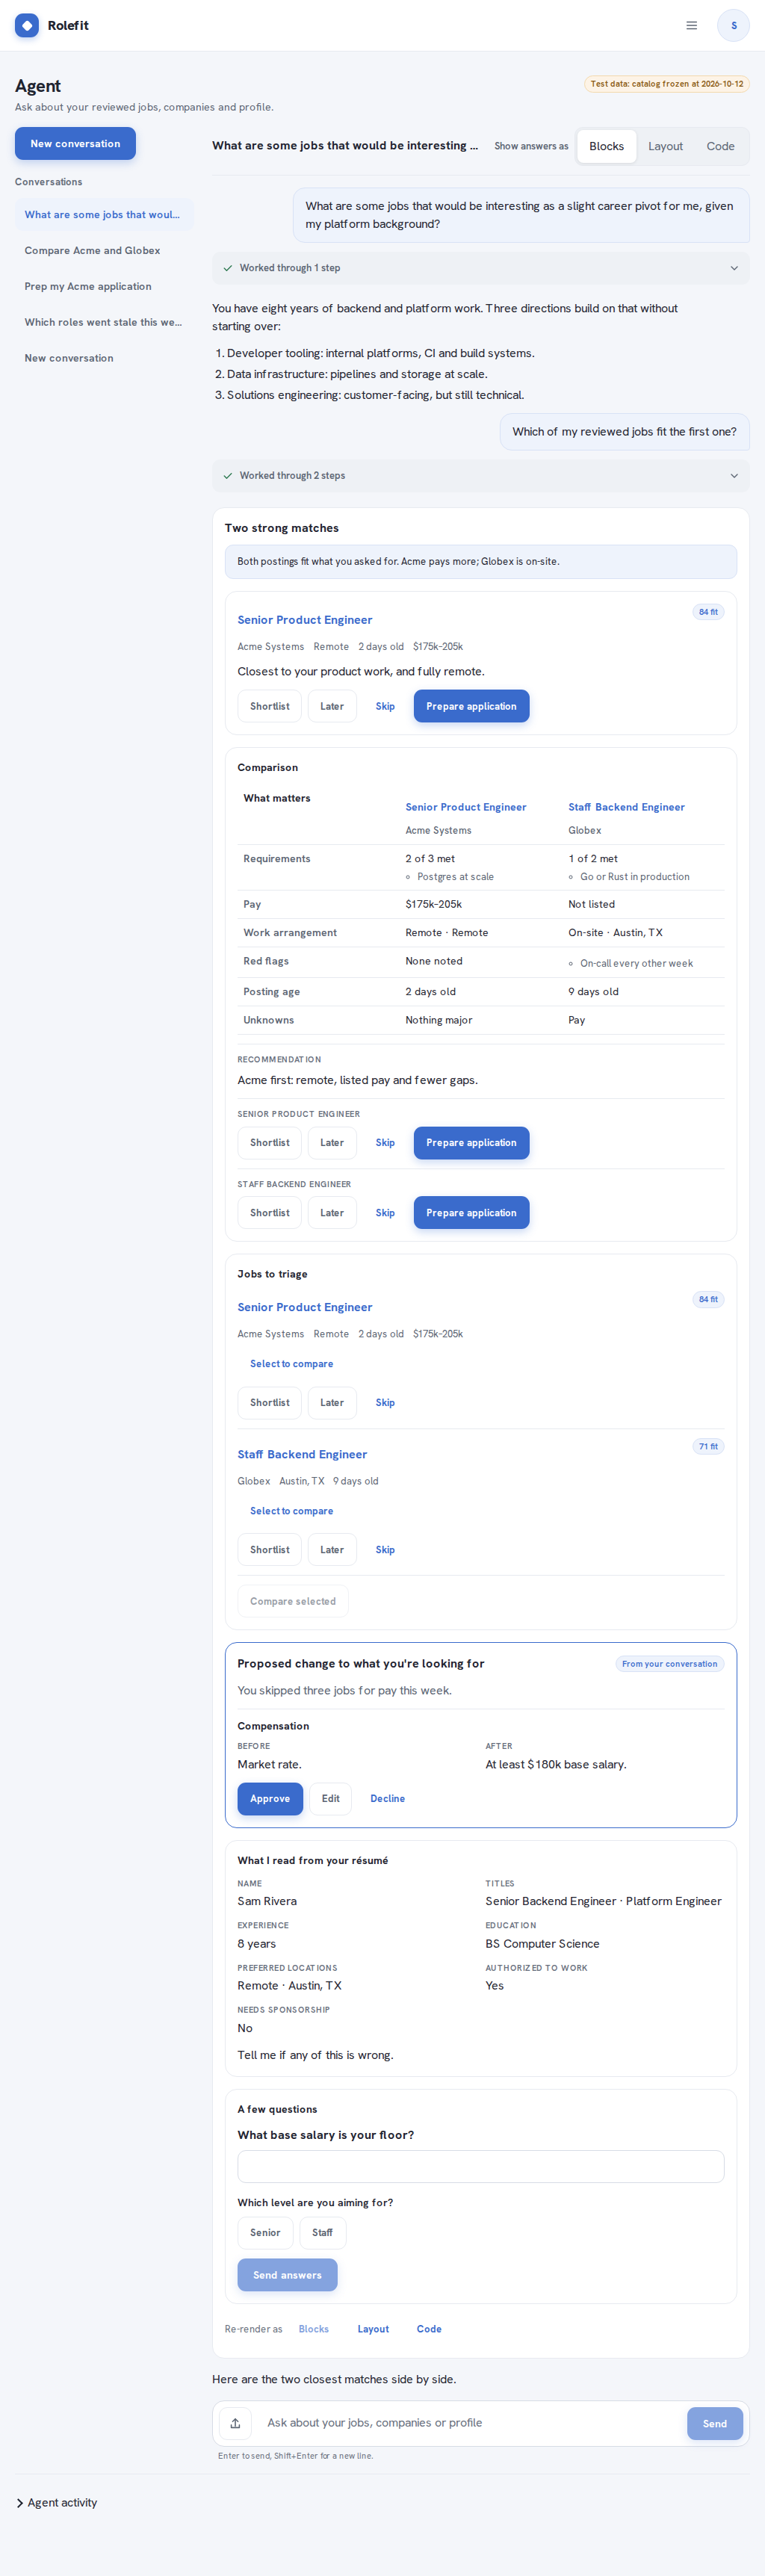 Rolefit
S
Agent
Ask about your reviewed jobs, companies and profile.
Test data: catalog frozen at 2026-10-12
New conversation
Conversations
What are some jobs that woul...
Compare Acme and Globex
Prep my Acme application
Which roles went stale this we...
New conversation
What are some jobs that would be interesting ...
Show answers as
Blocks
Layout
Code
What are some jobs that would be interesting as a slight career pivot for me, given
my platform background?
Worked through 1 step
You have eight years of backend and platform work. Three directions build on that without
starting over:
1. Developer tooling: internal platforms, CI and build systems.
2. Data infrastructure: pipelines and storage at scale.
3. Solutions engineering: customer-facing, but still technical.
Which of my reviewed jobs fit the first one?
Worked through 2 steps
Two strong matches
Both postings fit what you asked for. Acme pays more; Globex is on-site.
Senior Product Engineer
84 fit
Acme Systems Remote 2 days old $175k–205k
Closest to your product work, and fully remote.
Shortlist Later Skip Prepare application
Comparison
What matters
Senior Product Engineer
Acme Systems
Staff Backend Engineer
Globex
Requirements
2 of 3 met
Postgres at scale
1 of 2 met
Go or Rust in production
Pay $175k–205k Not listed
Work arrangement Remote · Remote On-site · Austin, TX
Red flags None noted On-call every other week
Posting age 2 days old 9 days old
Unknowns Nothing major Pay
RECOMMENDATION
Acme first: remote, listed pay and fewer gaps.
SENIOR PRODUCT ENGINEER
Shortlist Later Skip Prepare application
STAFF BACKEND ENGINEER
Shortlist Later Skip Prepare application
Jobs to triage
Senior Product Engineer
84 fit
Acme Systems Remote 2 days old $175k–205k
Select to compare
Shortlist Later Skip
Staff Backend Engineer
71 fit
Globex Austin, TX 9 days old
Select to compare
Shortlist Later Skip
Compare selected
Proposed change to what you're looking for
From your conversation
You skipped three jobs for pay this week.
Compensation
BEFORE
Market rate.
AFTER
At least $180k base salary.
Approve Edit Decline
What I read from your résumé
NAME
Sam Rivera
TITLES
Senior Backend Engineer · Platform Engineer
EXPERIENCE
8 years
EDUCATION
BS Computer Science
PREFERRED LOCATIONS
Remote · Austin, TX
AUTHORIZED TO WORK
Yes
NEEDS SPONSORSHIP
No
Tell me if any of this is wrong.
A few questions
What base salary is your floor?
Which level are you aiming for?
Senior Staff
Send answers
Re-render as Blocks Layout Code
Here are the two closest matches side by side.
Ask about your jobs, companies or profile
Send
Enter to send, Shift+Enter for a new line.
Agent activity